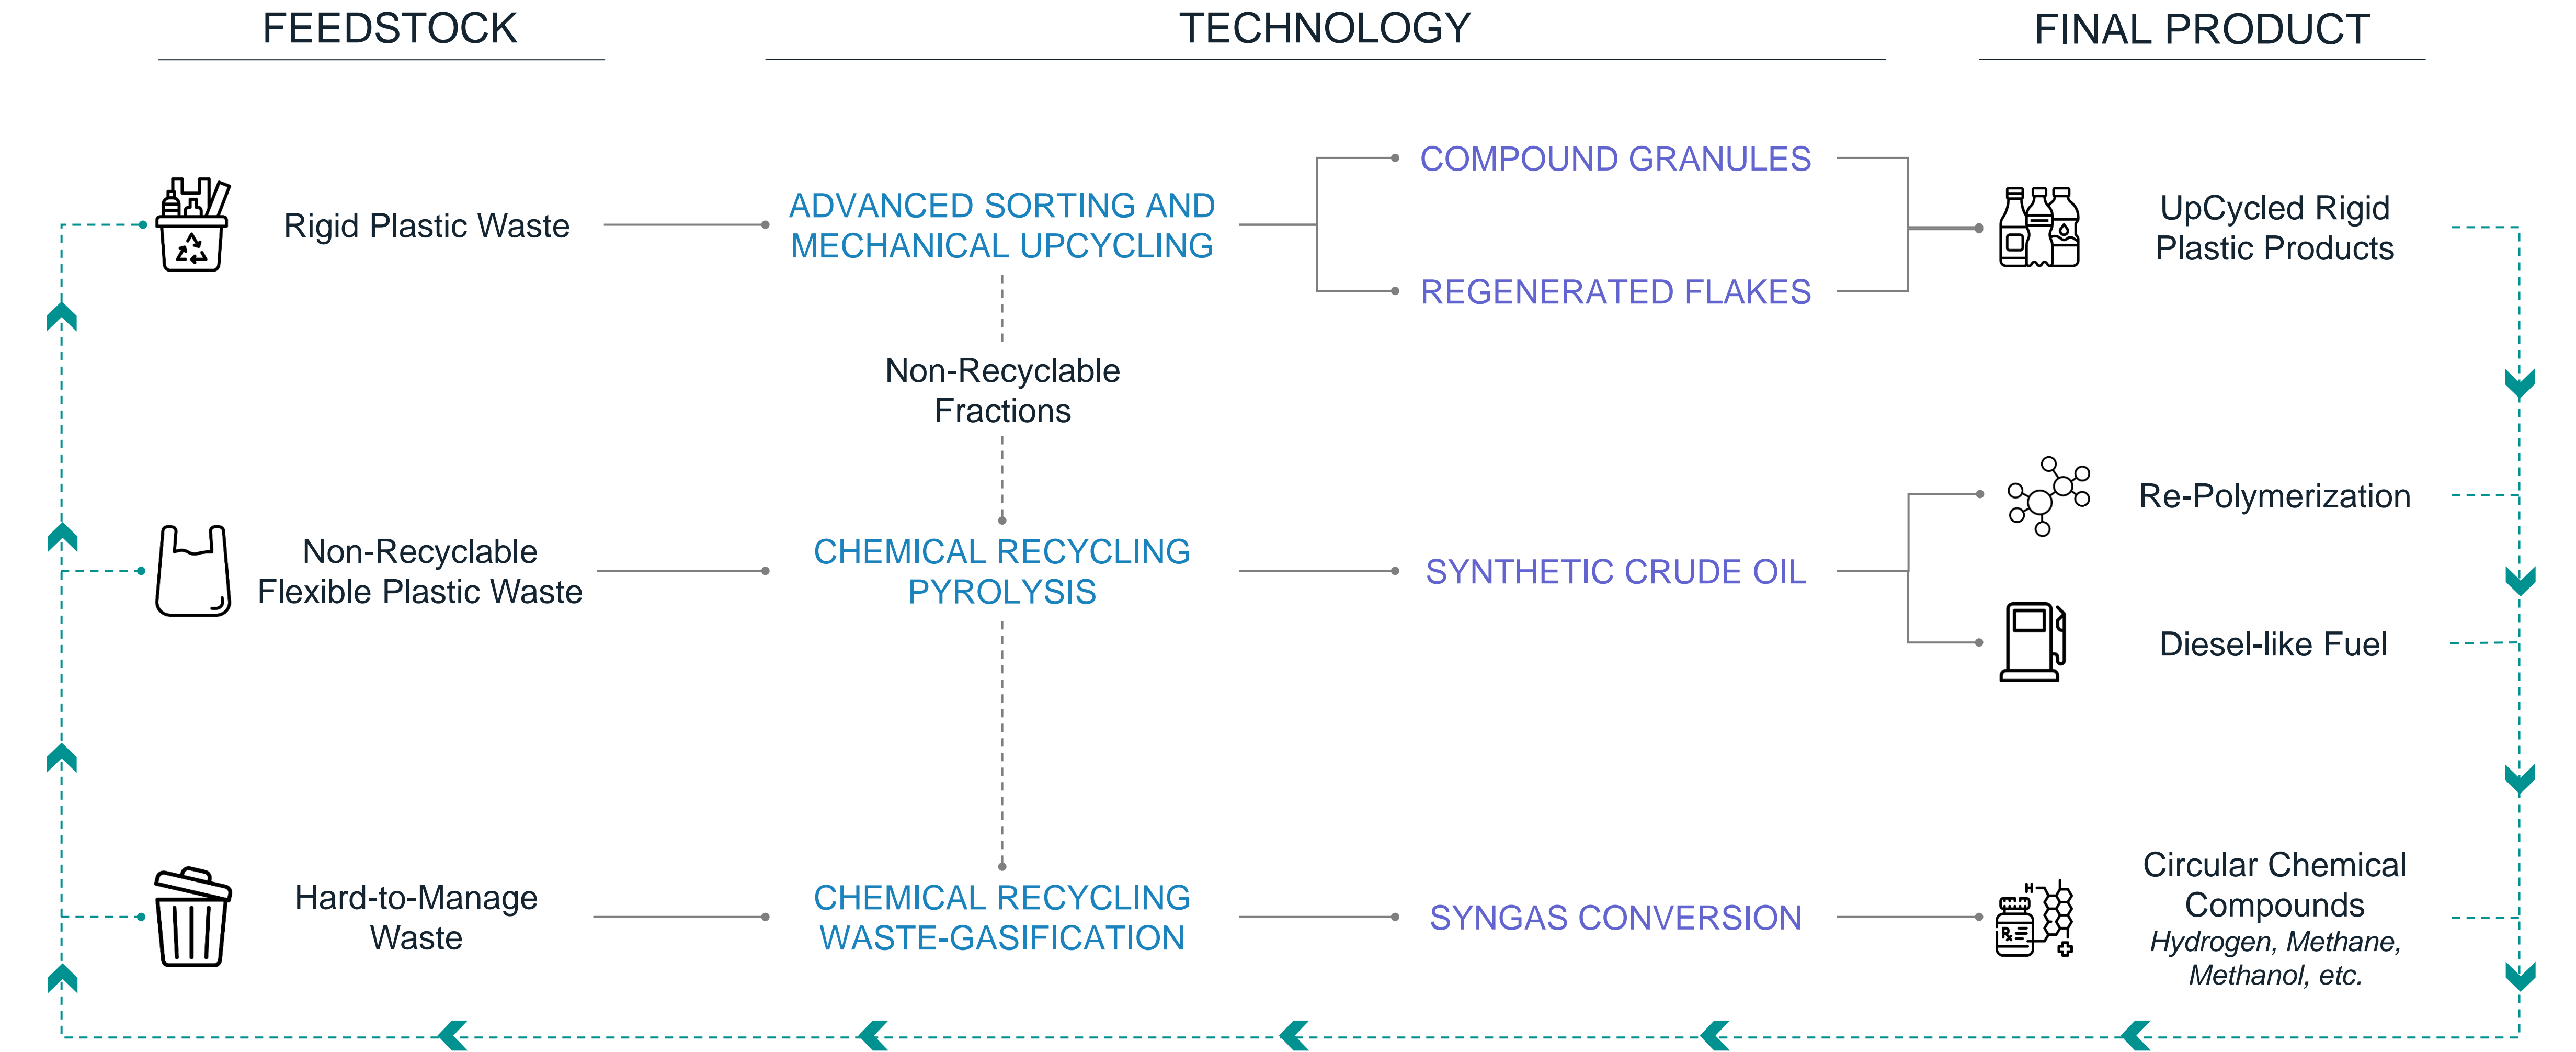 FEEDSTOCK
TECHNOLOGY
FINAL PRODUCT
Rigid Plastic Waste
ADVANCED SORTING AND
MECHANICAL UPCYCLING
COMPOUND GRANULES
REGENERATED FLAKES
UpCycled Rigid
Plastic Products
Non-Recyclable
Fractions
Non-Recyclable
Flexible Plastic Waste
CHEMICAL RECYCLING
PYROLYSIS
SYNTHETIC CRUDE OIL
Re-Polymerization
Diesel-like Fuel
Hard-to-Manage
Waste
CHEMICAL RECYCLING
WASTE-GASIFICATION
SYNGAS CONVERSION
H
Rx
Circular Chemical
Compounds
Hydrogen, Methane,
Methanol, etc.